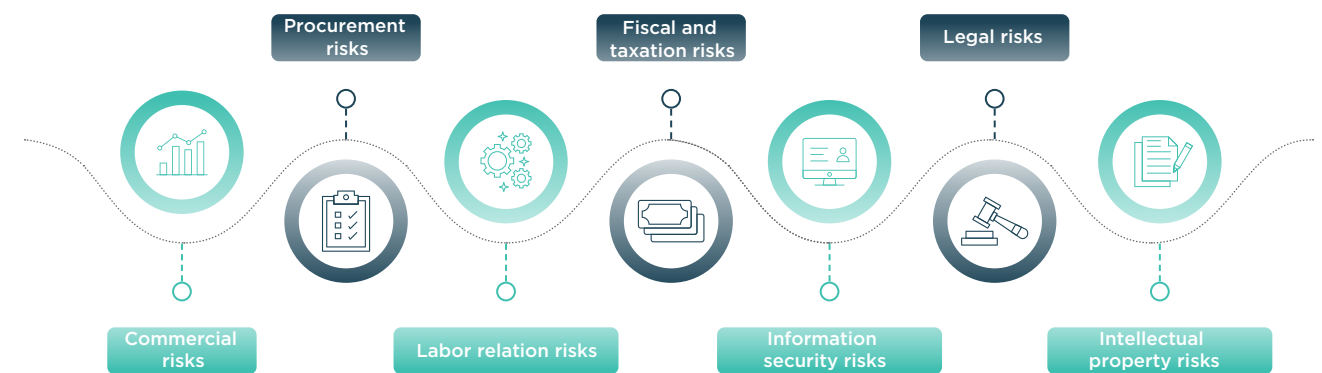 Procurement
risks
Fiscal and
taxation risks
Legal risks
Commercial
risks
Labor relation risks
Information
security risks
Intellectual
property risks